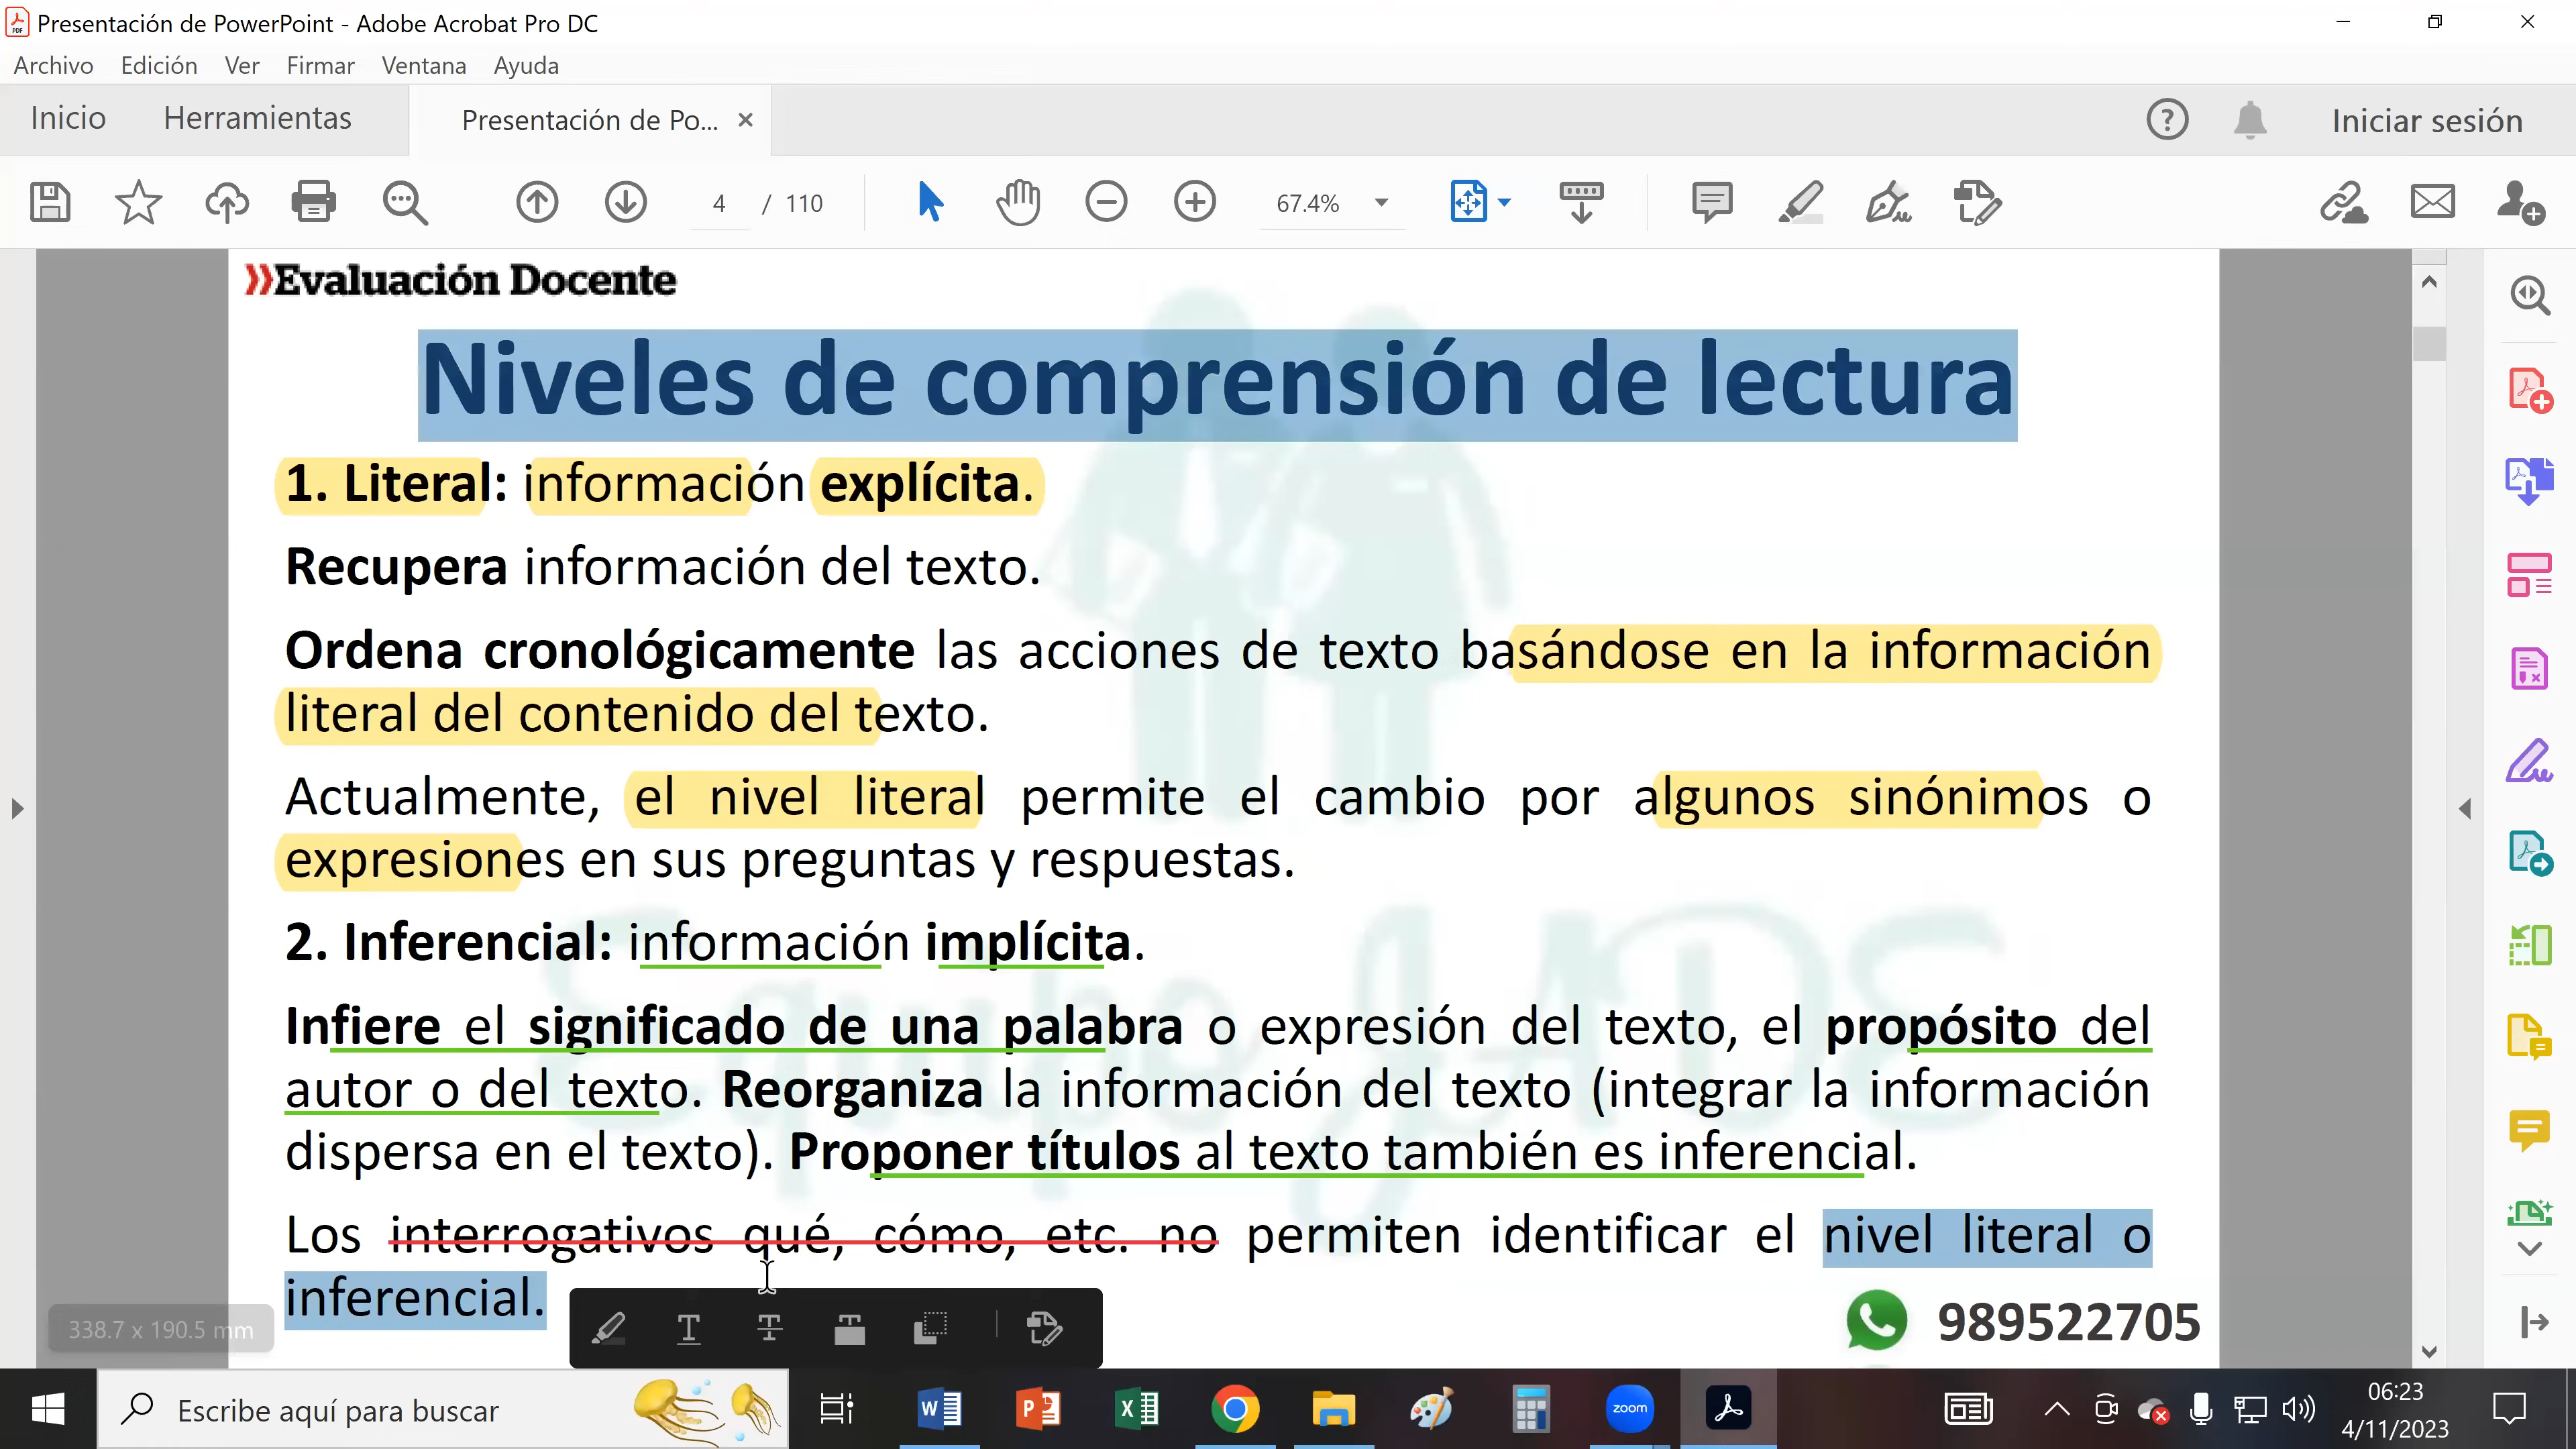 Presentación de PowerPoint - Adobe Acrobat Pro DC
Archivo Edición Ver Firmar Ventana Ayuda
Inicio Herramientas Presentación de Po... Iniciar sesión
4 / 110 67.4%
Evaluación Docente
Niveles de comprensión de lectura
1. Literal: información explícita.
Recupera información del texto.
Ordena cronológicamente las acciones de texto basándose en la información
literal del contenido del texto.
Actualmente, el nivel literal permite el cambio por algunos sinónimos o
expresiones en sus preguntas y respuestas.
2. Inferencial: información implícita.
Infiere el significado de una palabra o expresión del texto, el propósito del
autor o del texto. Reorganiza la información del texto (integrar la información
dispersa en el texto). Proponer títulos al texto también es inferencial.
Los interrogativos qué, cómo, etc. no permiten identificar el nivel literal o
inferencial.
Equipo JADS
338.7 x 190.5 mm
989522705
Escribe aquí para buscar
zoom
06:23
4/11/2023